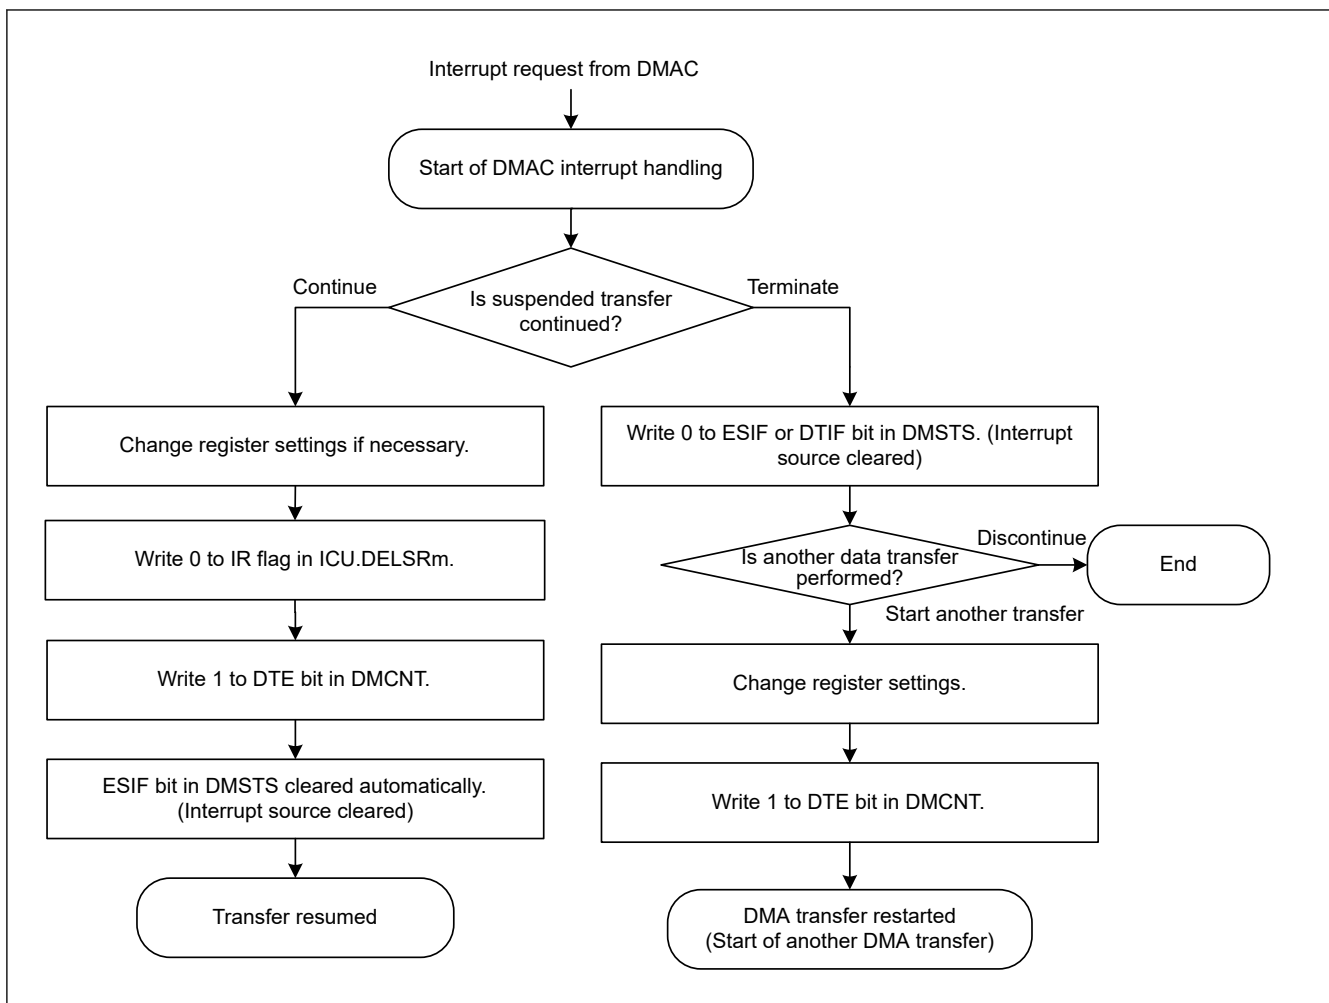 Interrupt request from DMAC
Start of DMAC interrupt handling
Is suspended transfer
continued?
Continue
Terminate
Change register settings if necessary.
Write 0 to IR flag in ICU.DELSRm.
Write 1 to DTE bit in DMCNT.
ESIF bit in DMSTS cleared automatically.
(Interrupt source cleared)
Transfer resumed
Write 0 to ESIF or DTIF bit in DMSTS. (Interrupt
source cleared)
Is another data transfer
performed?
Discontinue
End
Start another transfer
Change register settings.
Write 1 to DTE bit in DMCNT.
DMA transfer restarted
(Start of another DMA transfer)